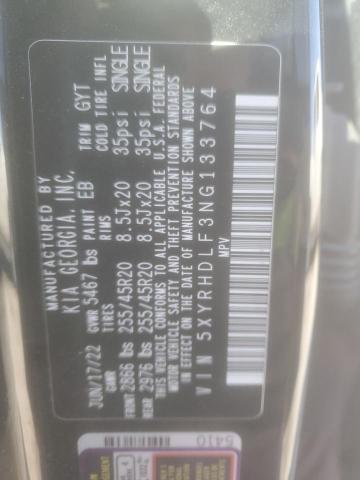 MANUFACTURED BY
KIA GEORGIA, INC.
JUN/17/22 PAINT EB TRIM GYT
GVWR 5467 lbs
TIRES RIMS COLD TIRE INFL
FRONT 2866 lbs 255/45R20 8.5Jx20 35psi SINGLE
REAR 2976 lbs 255/45R20 8.5Jx20 35psi SINGLE
THIS VEHICLE CONFORMS TO ALL APPLICABLE U.S.A. FEDERAL
MOTOR VEHICLE SAFETY AND THEFT PREVENTION STANDARDS
IN EFFECT ON THE DATE OF MANUFACTURE SHOWN ABOVE
VIN 5XYRHDLF3NG133764
MPV
5410